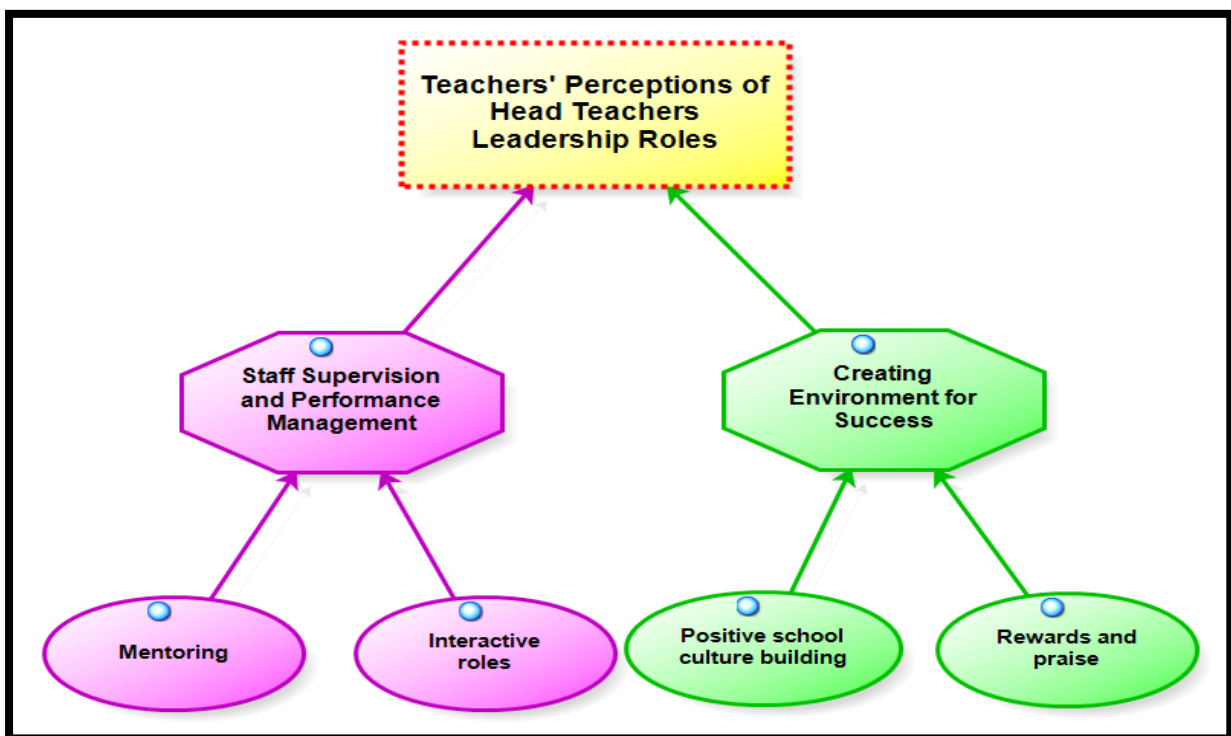 Teachers' Perceptions of
Head Teachers
Leadership Roles
Staff Supervision
and Performance
Management
Creating
Environment for
Success
Mentoring
Interactive
roles
Positive school
culture building
Rewards and
praise